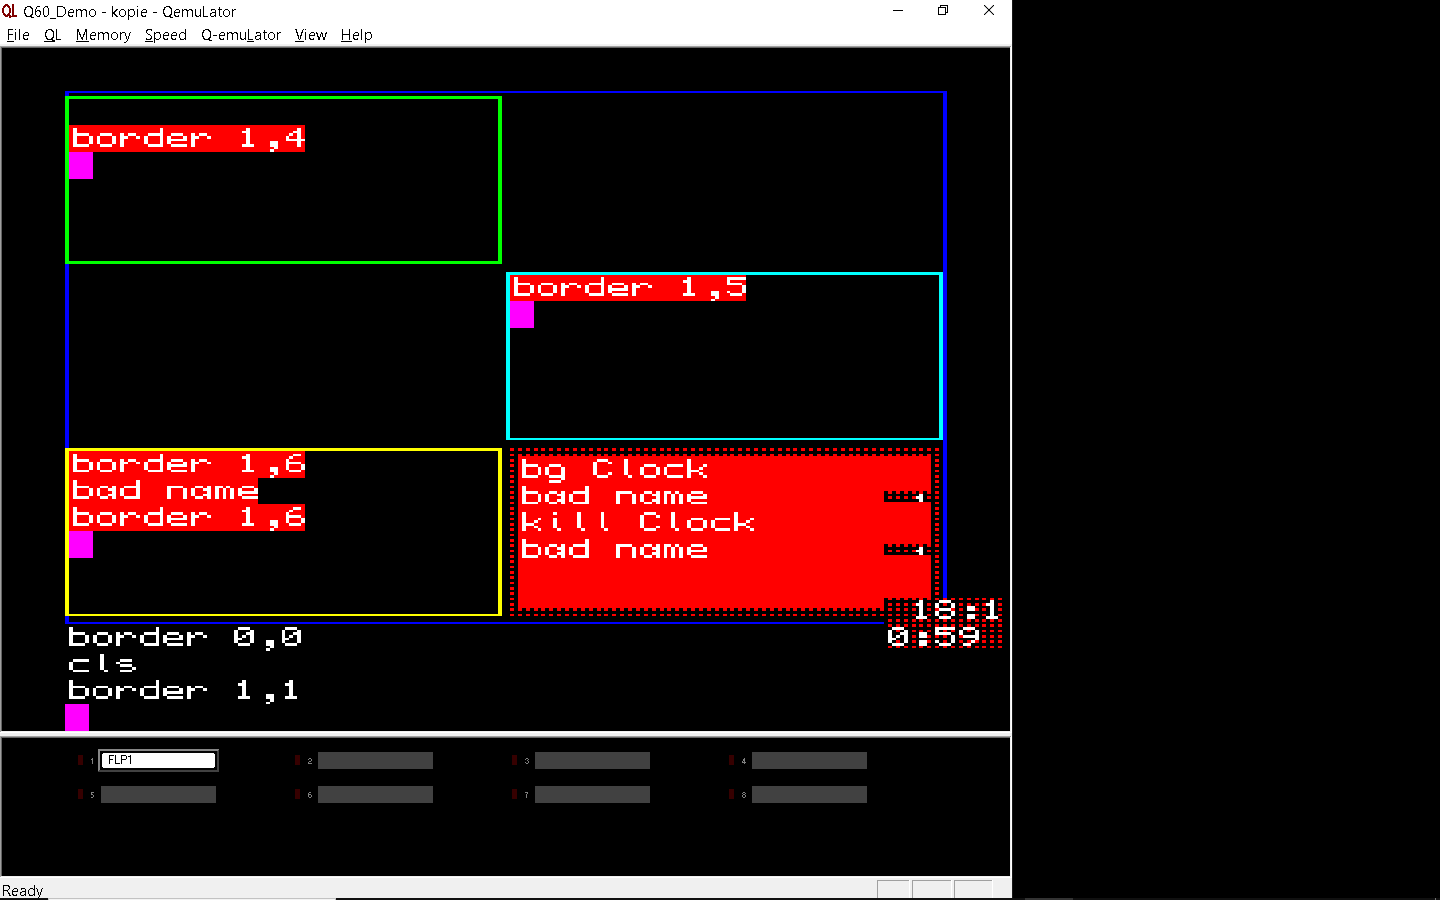 QL Q60_Demo - kopie - QemuLator
File QL Memory Speed Q-emuLator View Help
border 1,4
border 1,5
border 1,6
bad name
border 1,6
bg Clock
bad name
kill Clock
bad name
18:1
0:59
border 0,0
cls
border 1,1
1 FLP1 2 3 4
5 6 7 8
Ready